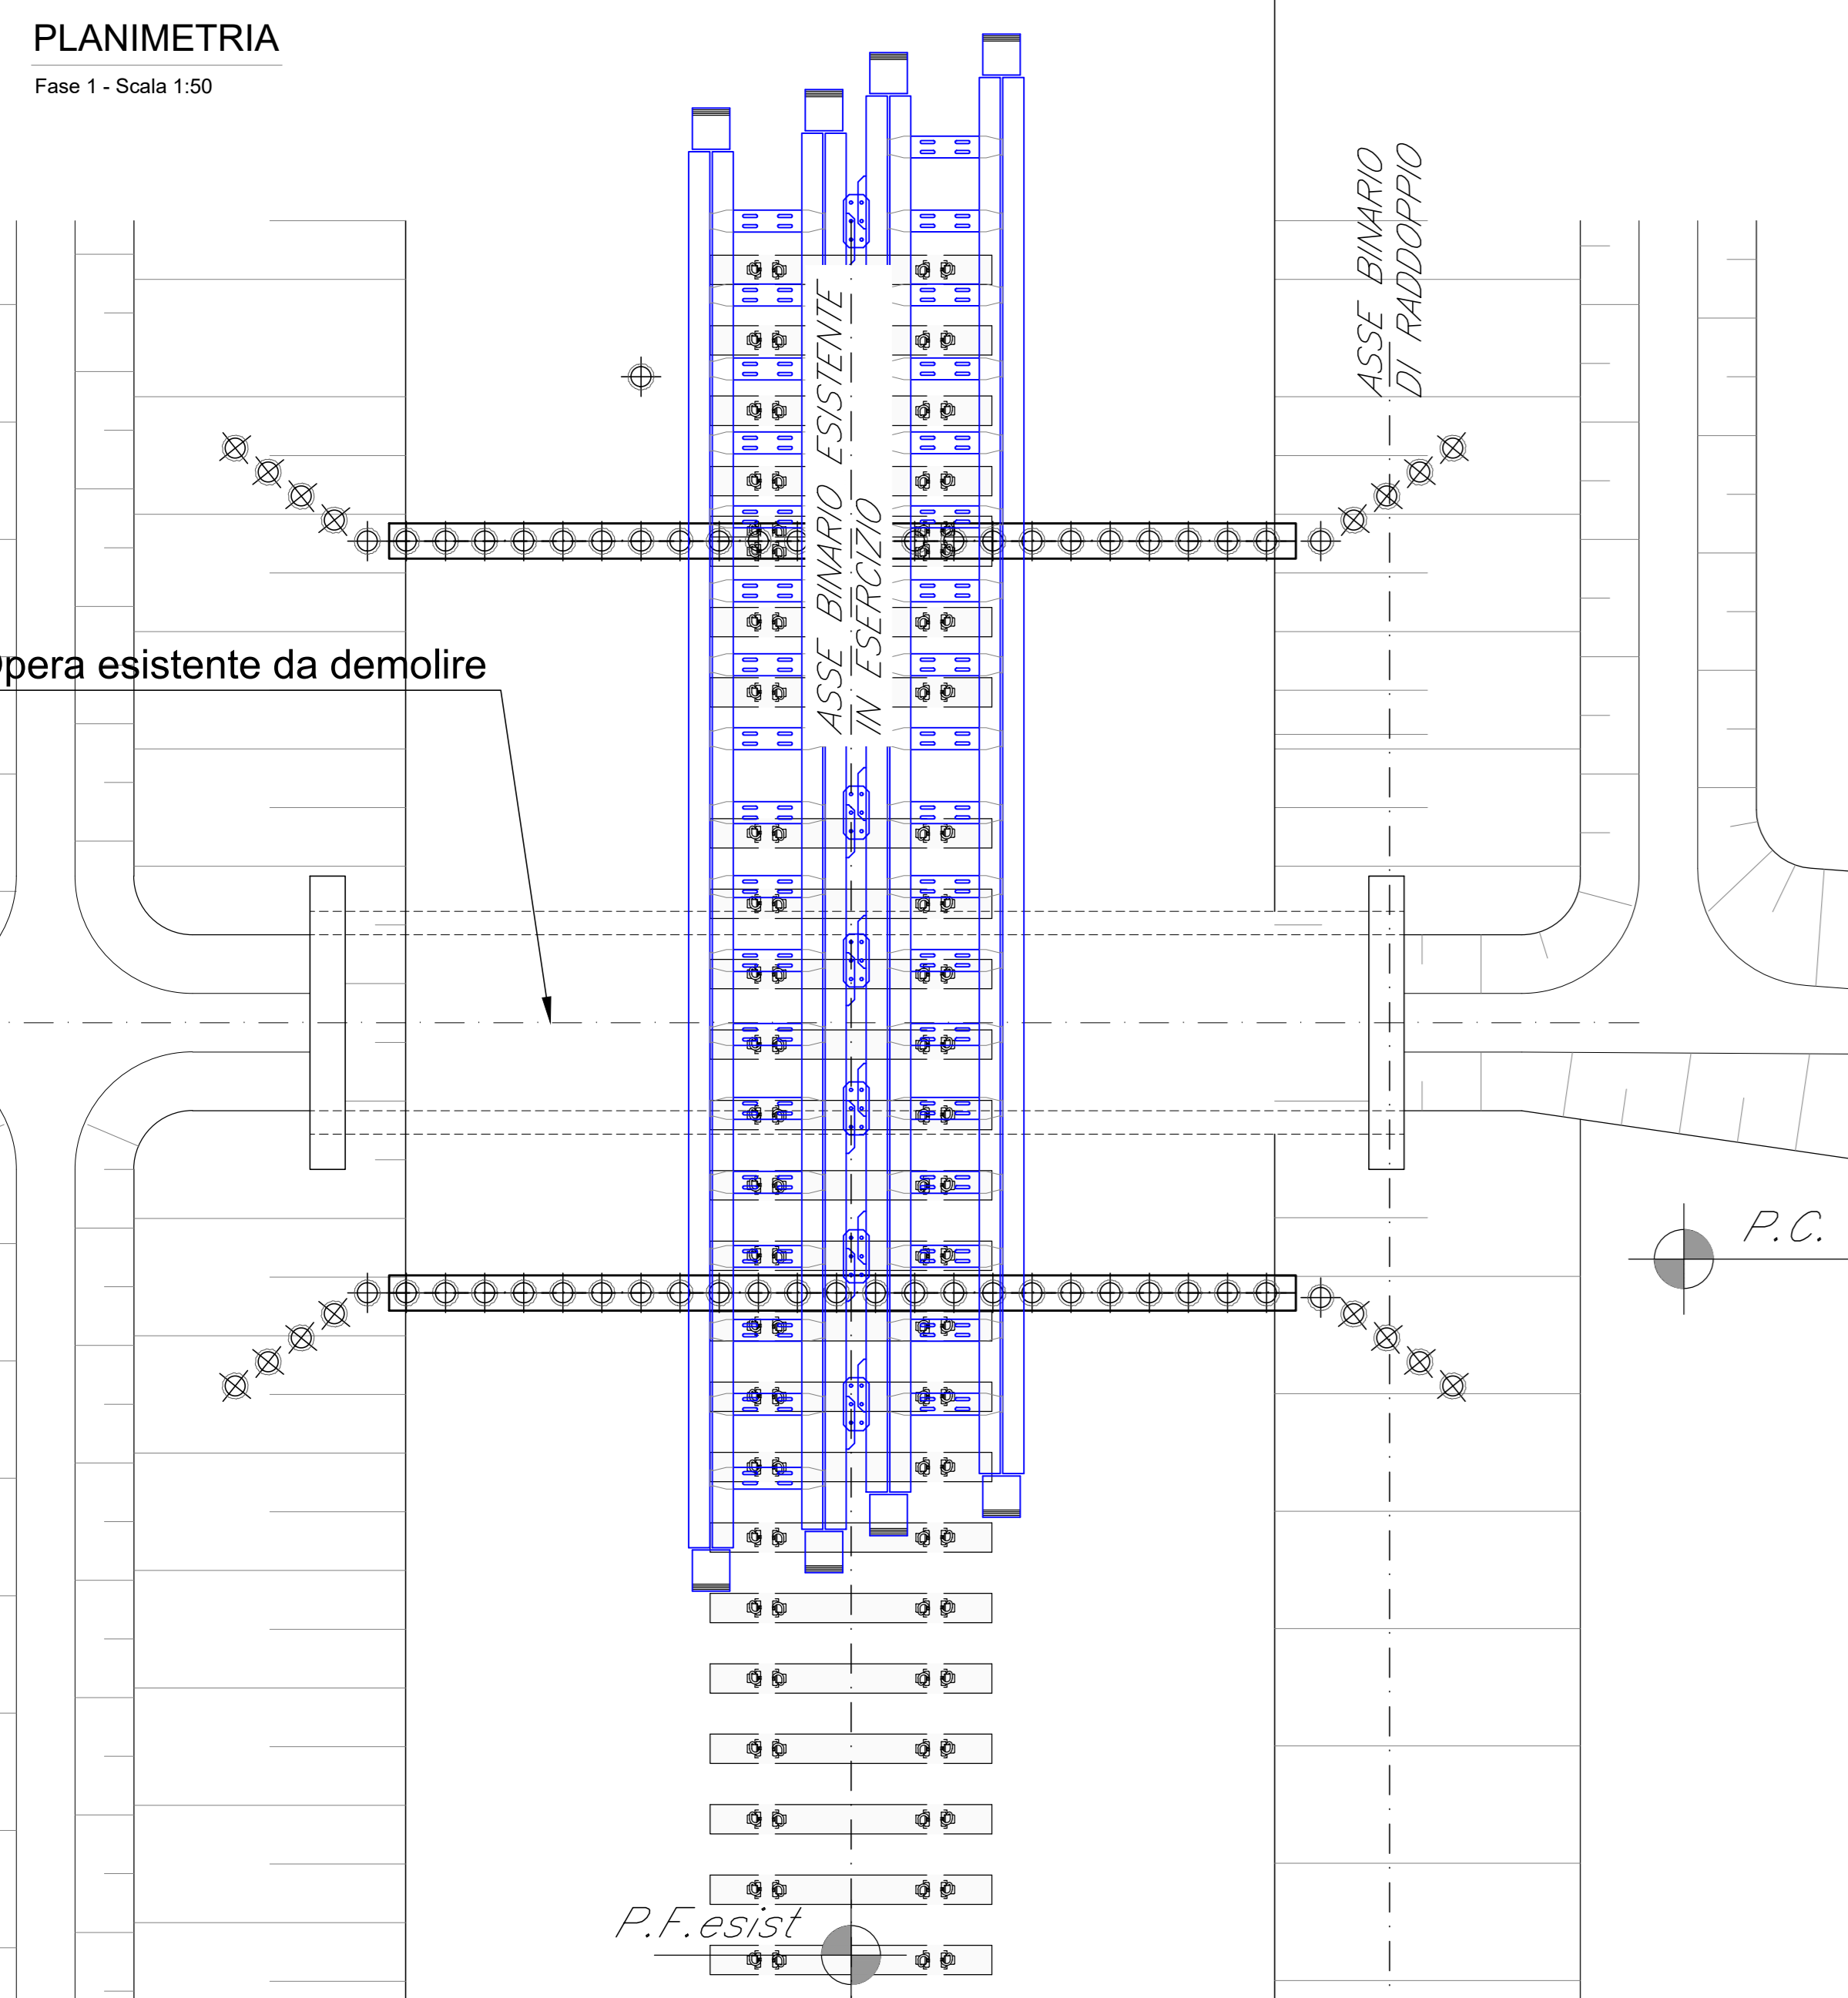 PLANIMETRIA
Fase 1 - Scala 1:50
ASSE BINARIO
DI RADDOPPIO
ASSE BINARIO ESISTENTE
IN ESERCIZIO
Opera esistente da demolire
P.C.
P.F.esist